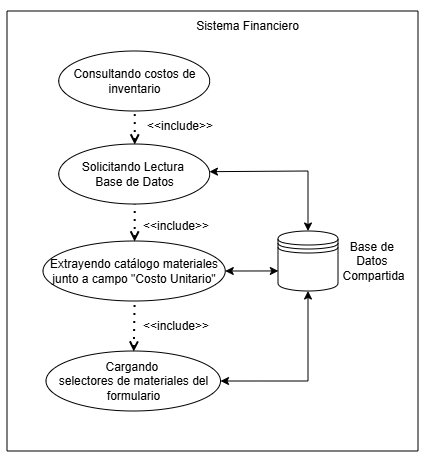 Sistema Financiero
Consultando costos de
inventario
<<include>>
Solicitando Lectura
Base de Datos
<<include>>
Extrayendo catálogo materiales
junto a campo "Costo Unitario"
Base de
Datos
Compartida
<<include>>
Cargando
selectores de materiales del
formulario